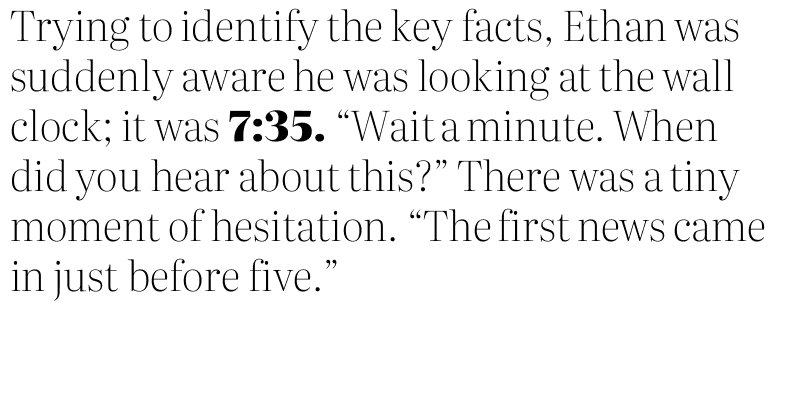 Trying to identify the key facts, Ethan was
suddenly aware he was looking at the wall
clock; it was 7:35. “Wait a minute. When
did you hear about this?” There was a tiny
moment of hesitation. “The first news came
in just before five.”